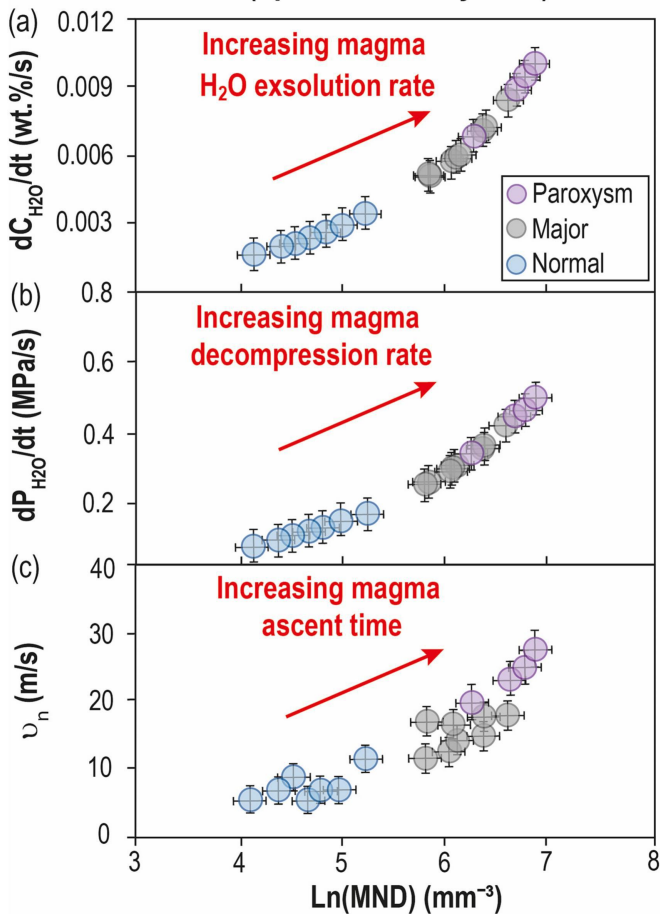 (a)
0.012
0.009
0.006
0.003
dC_H2O/dt (wt.%/s)
Increasing magma
H₂O exsolution rate
Paroxysm
Major
Normal
(b)
0.8
0.6
0.4
0.2
dP_H2O/dt (MPa/s)
Increasing magma
decompression rate
(c)
40
30
20
10
0
υn (m/s)
Increasing magma
ascent time
3 4 5 6 7 8
Ln(MND) (mm⁻³)